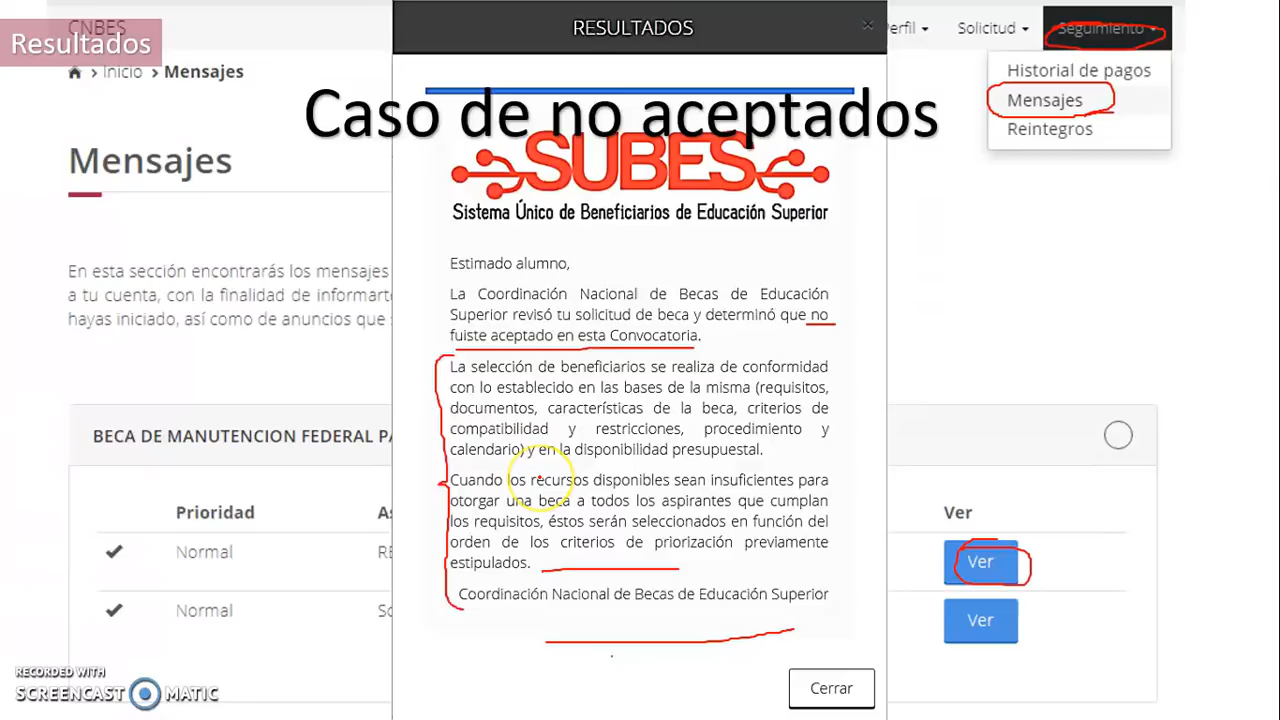 CNBES
Resultados
Inicio > Mensajes
RESULTADOS
×
Perfil
Solicitud
Seguimiento
Historial de pagos
Mensajes
Reintegros
Caso de no aceptados
Mensajes
SUBES
Sistema Único de Beneficiarios de Educación Superior
En esta sección encontrarás los mensajes
a tu cuenta, con la finalidad de informart
hayas iniciado, así como de anuncios que s
Estimado alumno,
La Coordinación Nacional de Becas de Educación
Superior revisó tu solicitud de beca y determinó que no
fuiste aceptado en esta Convocatoria.
La selección de beneficiarios se realiza de conformidad
con lo establecido en las bases de la misma (requisitos,
documentos, características de la beca, criterios de
compatibilidad y restricciones, procedimiento y
calendario) y en la disponibilidad presupuestal.
Cuando los recursos disponibles sean insuficientes para
otorgar una beca a todos los aspirantes que cumplan
los requisitos, éstos serán seleccionados en función del
orden de los criterios de priorización previamente
estipulados.
Coordinación Nacional de Becas de Educación Superior
Cerrar
BECA DE MANUTENCION FEDERAL PA
Prioridad
As
Ver
Normal
RE
Ver
Normal
So
Ver
RECORDED WITH
SCREENCAST MATIC